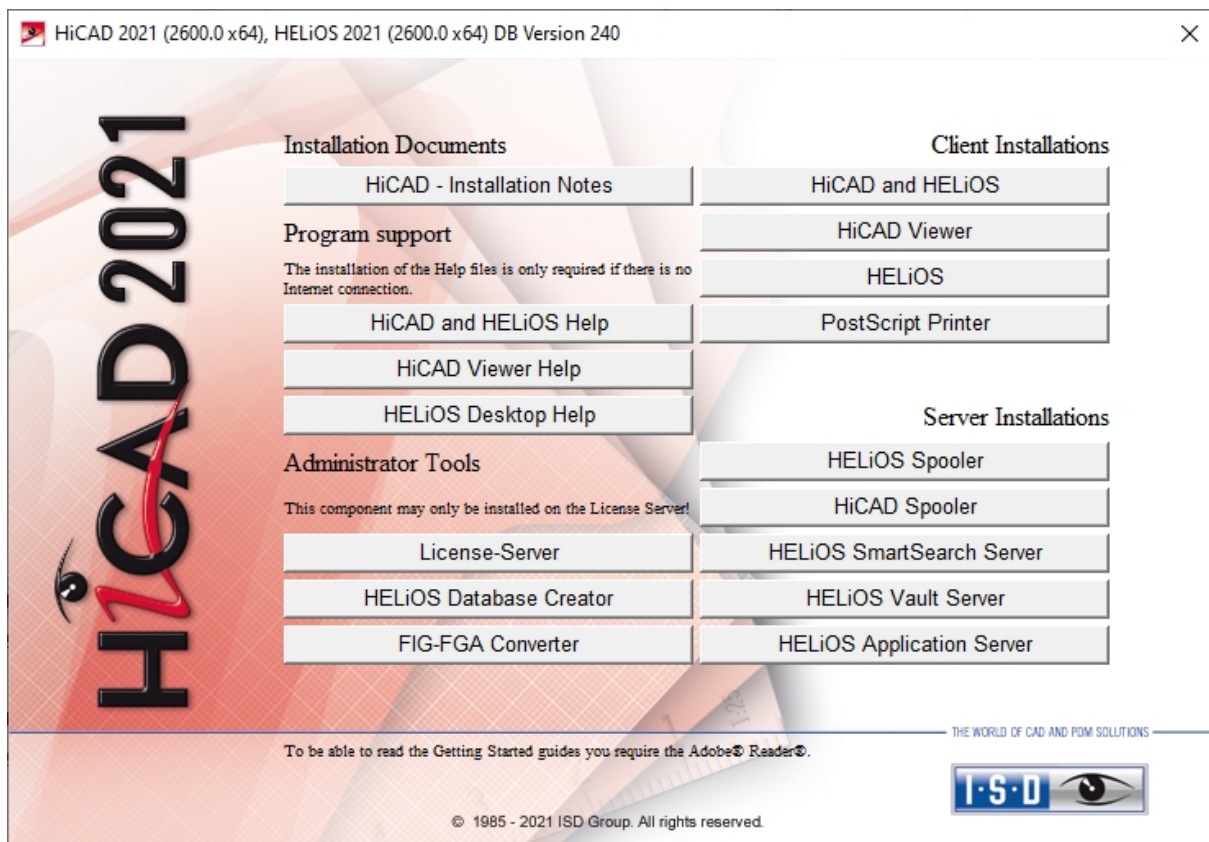 HiCAD 2021 (2600.0 x64), HELiOS 2021 (2600.0 x64) DB Version 240
HiCAD 2021
Installation Documents
HiCAD - Installation Notes
Program support
The installation of the Help files is only required if there is no
Internet connection.
HiCAD and HELiOS Help
HiCAD Viewer Help
HELiOS Desktop Help
Administrator Tools
This component may only be installed on the License Server!
License-Server
HELiOS Database Creator
FIG-FGA Converter
Client Installations
HiCAD and HELiOS
HiCAD Viewer
HELiOS
PostScript Printer
Server Installations
HELiOS Spooler
HiCAD Spooler
HELiOS SmartSearch Server
HELiOS Vault Server
HELiOS Application Server
1:25
THE WORLD OF CAD AND PDM SOLUTIONS
To be able to read the Getting Started guides you require the Adobe® Reader®.
I·S·D
© 1985 - 2021 ISD Group. All rights reserved.